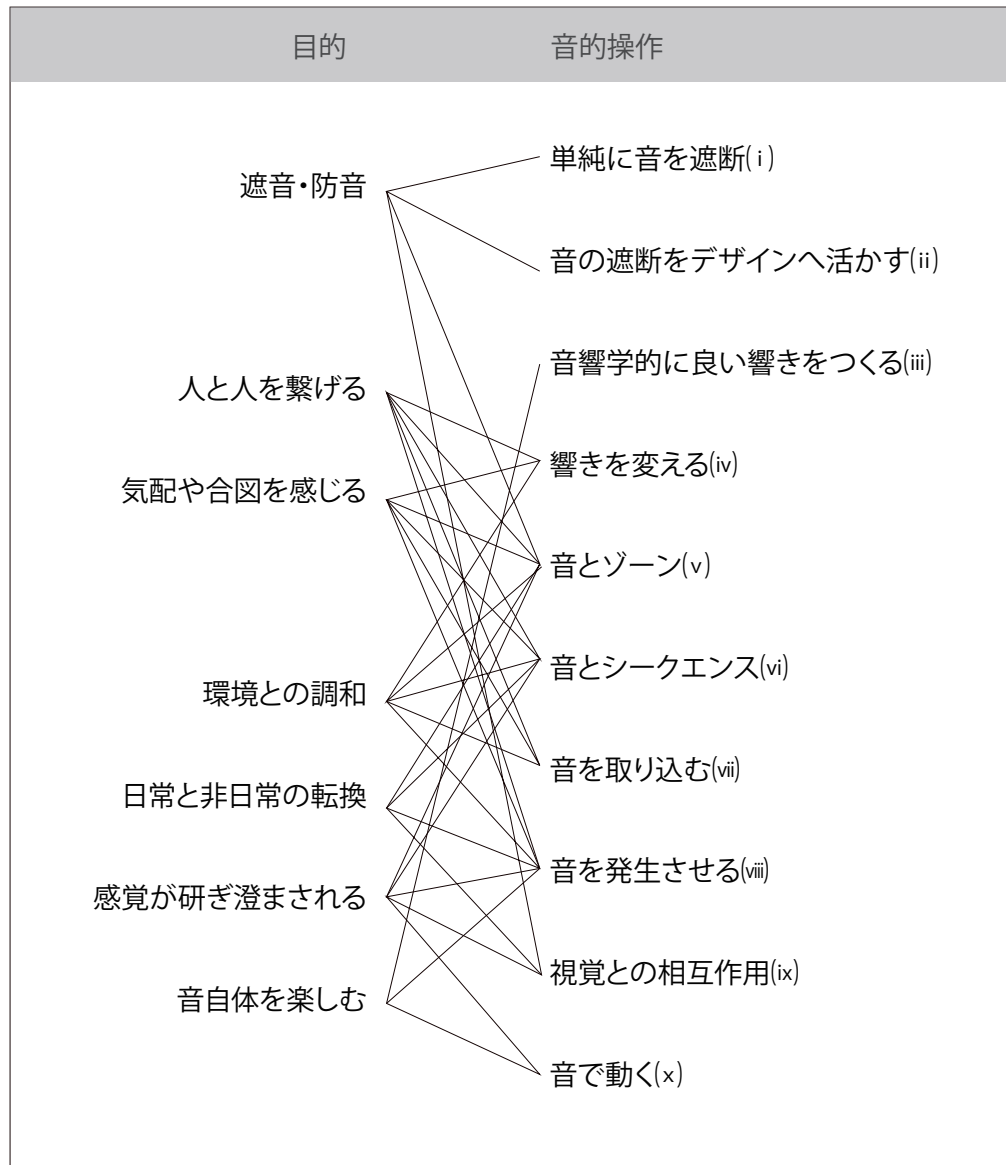 目的 音的操作
単純に音を遮断(ⅰ)
遮音・防音
音の遮断をデザインへ活かす(ⅱ)
音響学的に良い響きをつくる(ⅲ)
人と人を繋げる
響きを変える(ⅳ)
気配や合図を感じる
音とゾーン(ⅴ)
音とシークエンス(ⅵ)
環境との調和
音を取り込む(ⅶ)
日常と非日常の転換
音を発生させる(ⅷ)
感覚が研ぎ澄まされる
視覚との相互作用(ⅸ)
音自体を楽しむ
音で動く(ⅹ)